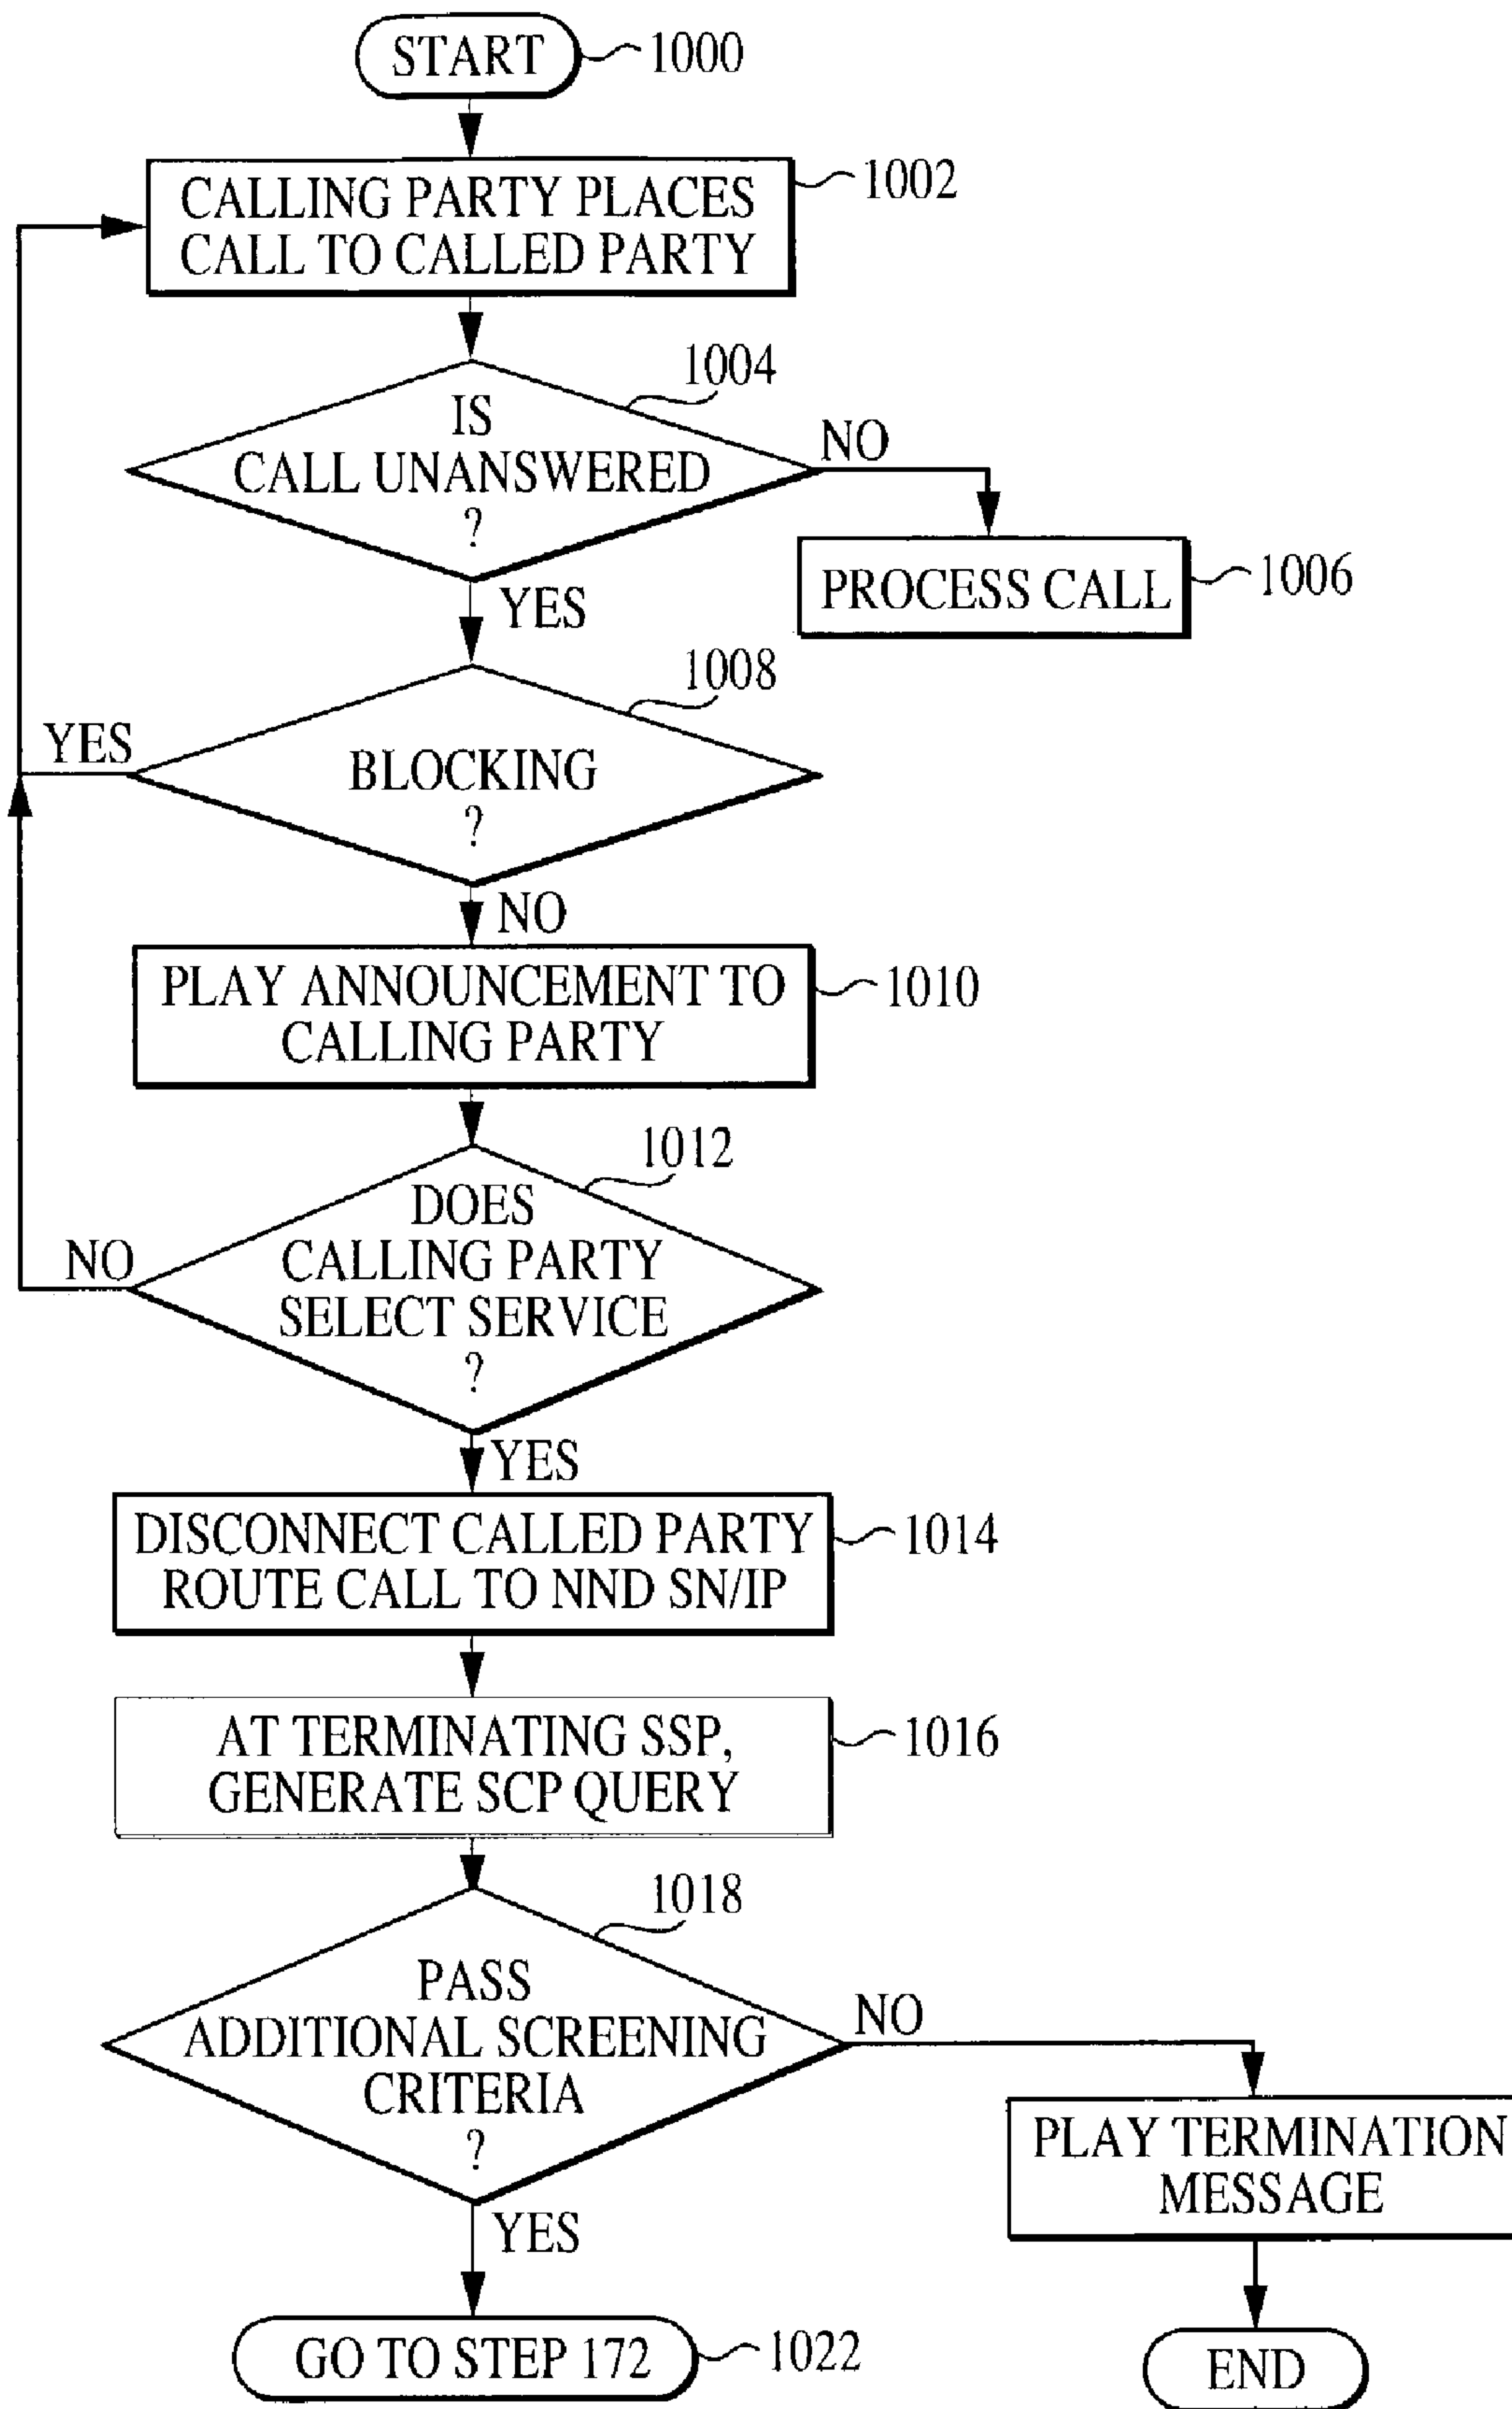 START
1000
CALLING PARTY PLACES
CALL TO CALLED PARTY
1002
1004
IS
CALL UNANSWERED
?
NO
PROCESS CALL
1006
YES
1008
BLOCKING
?
YES
NO
PLAY ANNOUNCEMENT TO
CALLING PARTY
1010
1012
DOES
CALLING PARTY
SELECT SERVICE
?
NO
YES
DISCONNECT CALLED PARTY
ROUTE CALL TO NND SN/IP
1014
AT TERMINATING SSP,
GENERATE SCP QUERY
1016
1018
PASS
ADDITIONAL SCREENING
CRITERIA
?
NO
PLAY TERMINATION
MESSAGE
YES
GO TO STEP 172
1022
END